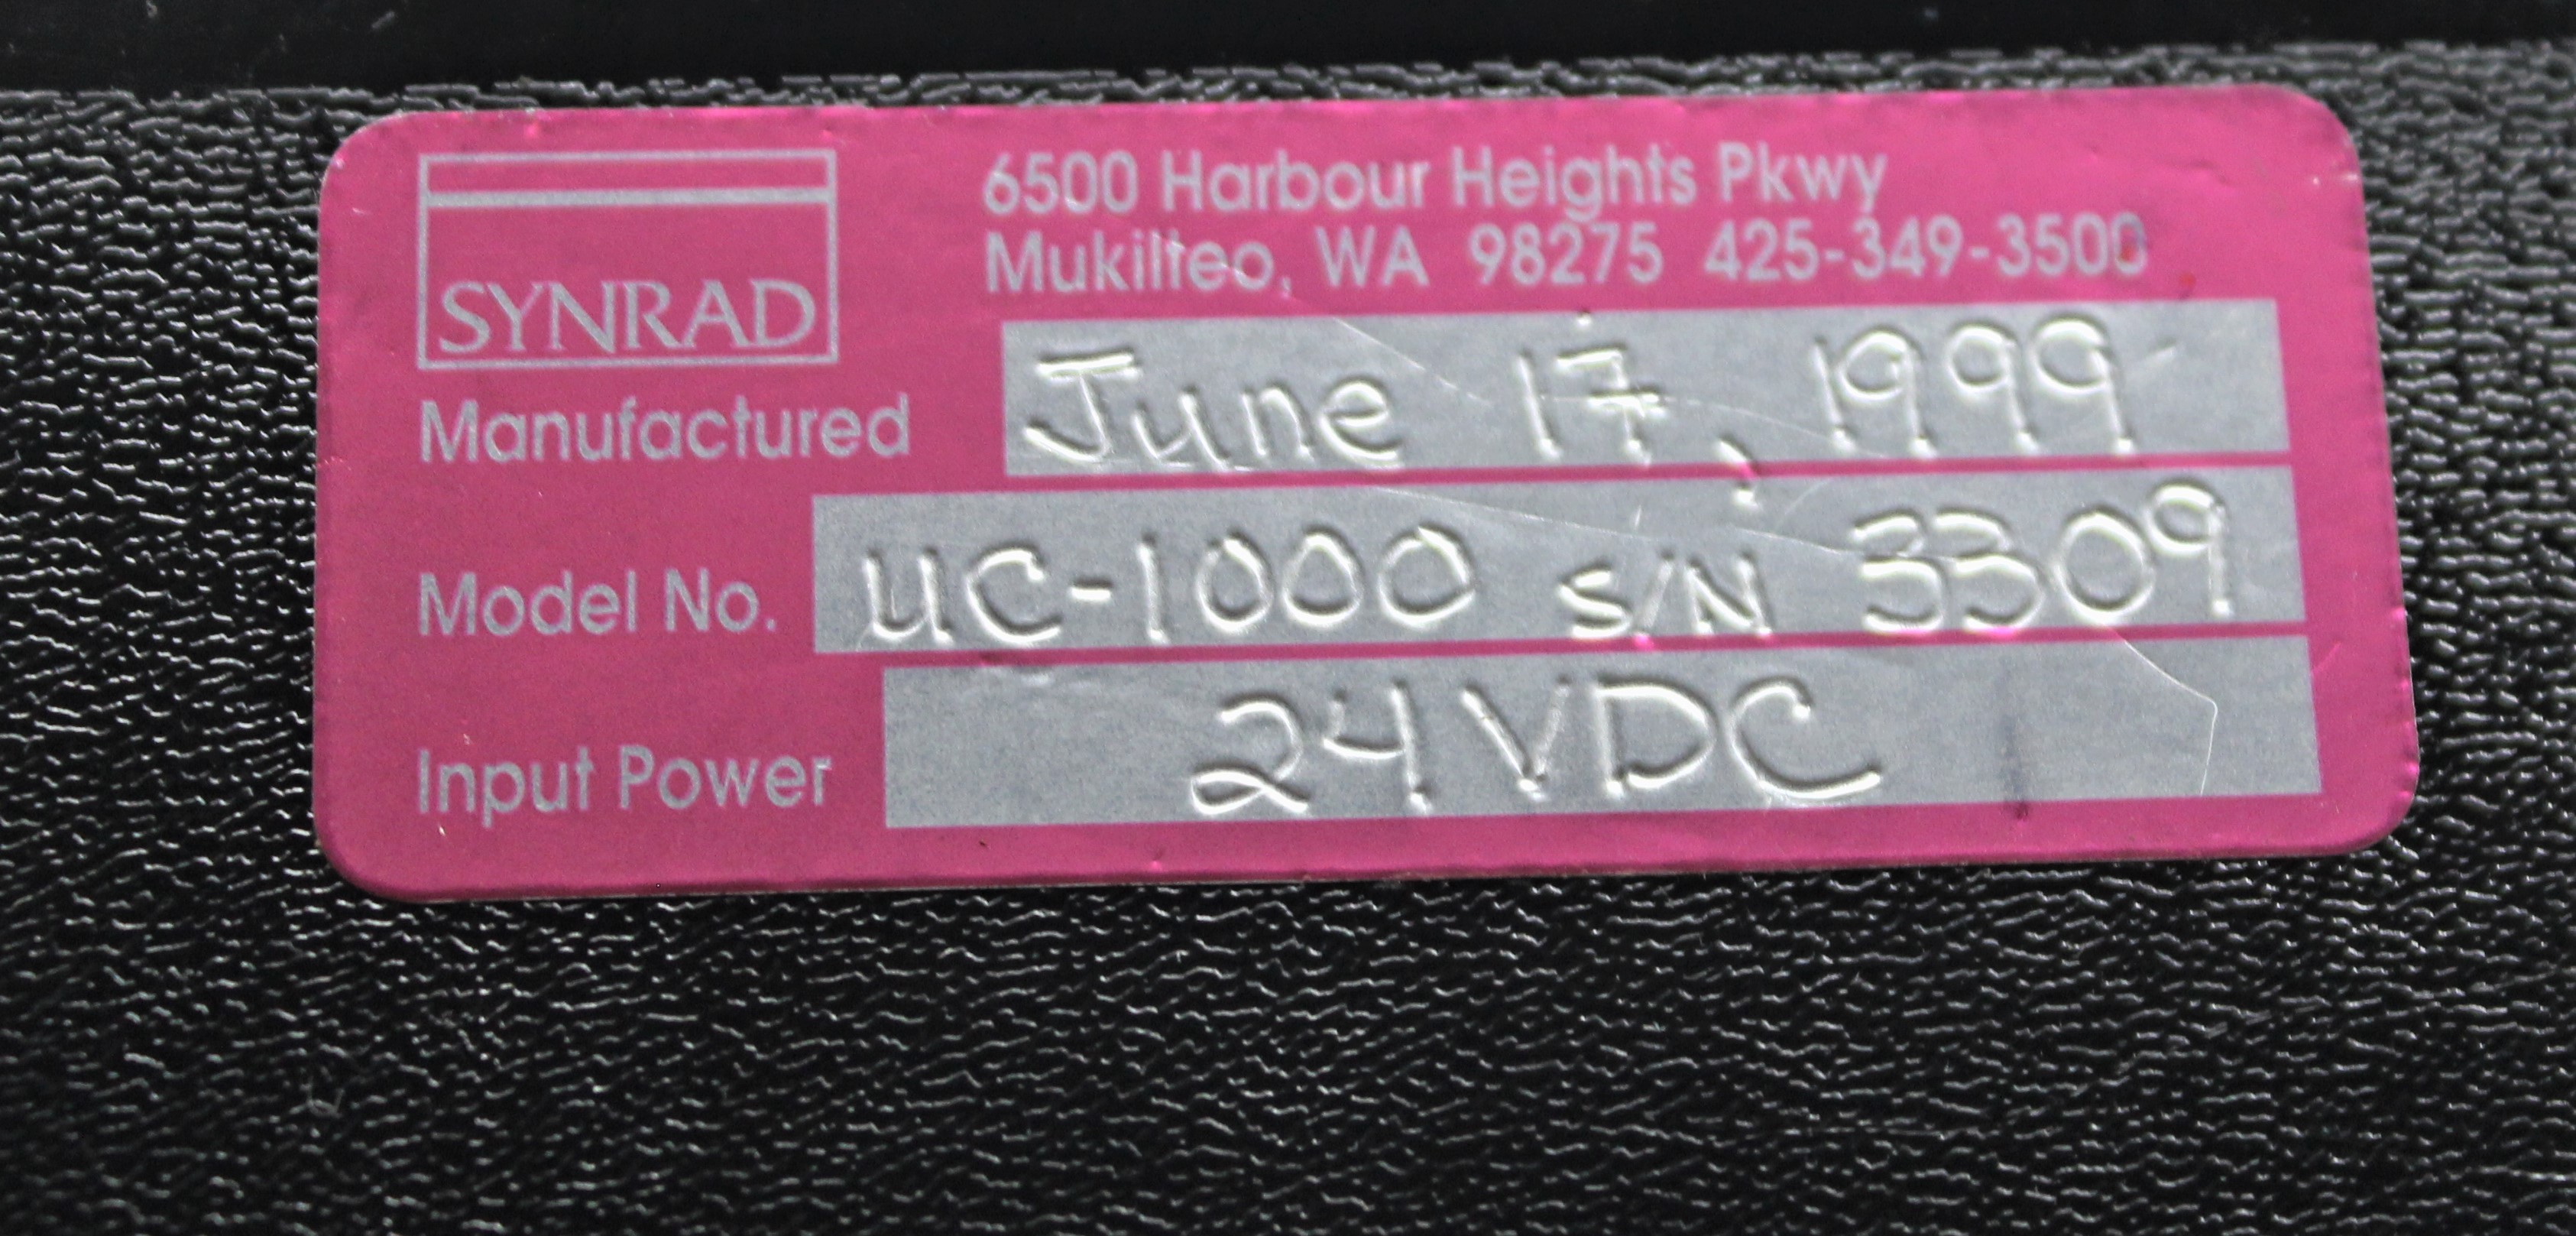 SYNRAD
6500 Harbour Heights Pkwy
Mukilteo, WA 98275 425-349-3500
Manufactured June 17, 1999
Model No. UC-1000 S/N 3309
Input Power 24VDC